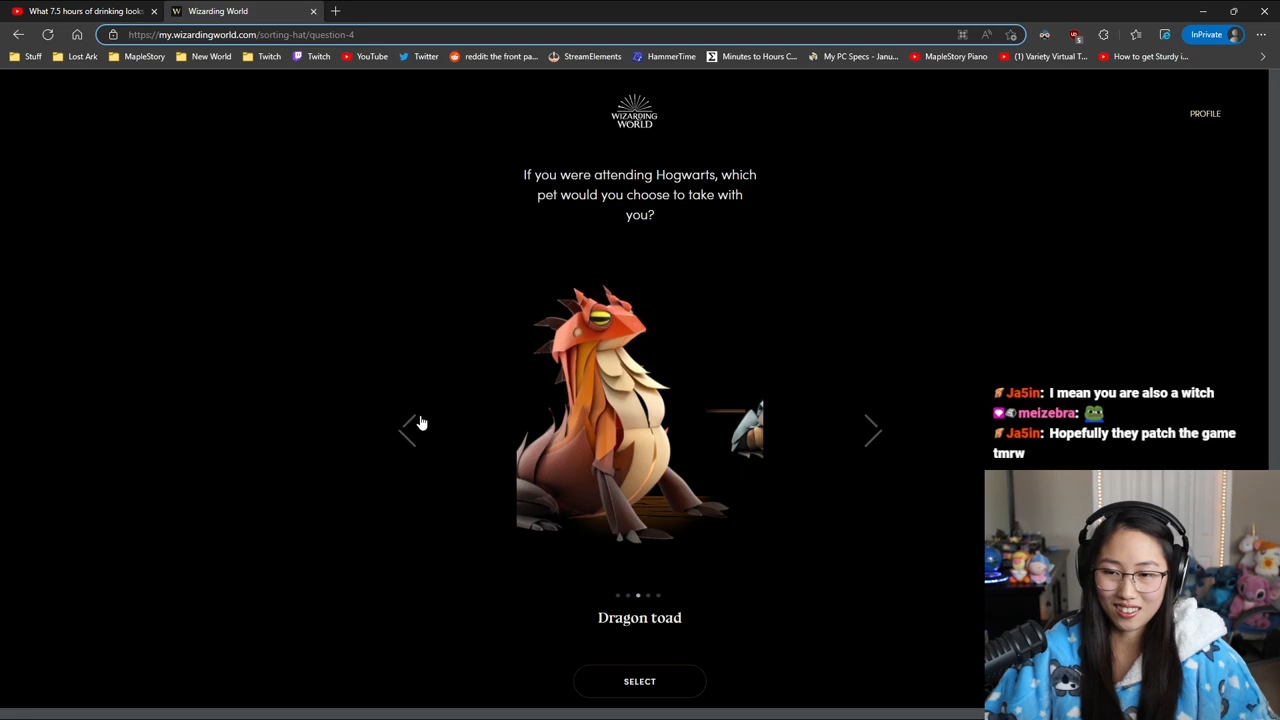 What 7.5 hours of drinking looks
Wizarding World
https://my.wizardingworld.com/sorting-hat/question-4
InPrivate
Stuff
Lost Ark
MapleStory
New World
Twitch
YouTube
Twitter
reddit: the front pa...
StreamElements
HammerTime
Minutes to Hours C...
My PC Specs - Janu...
MapleStory Piano
(1) Variety Virtual T...
How to get Sturdy i...
WIZARDING
WORLD
PROFILE
If you were attending Hogwarts, which
pet would you choose to take with
you?
Ja5in: I mean you are also a witch
meizebra:
Ja5in: Hopefully they patch the game
tmrw
Dragon toad
SELECT